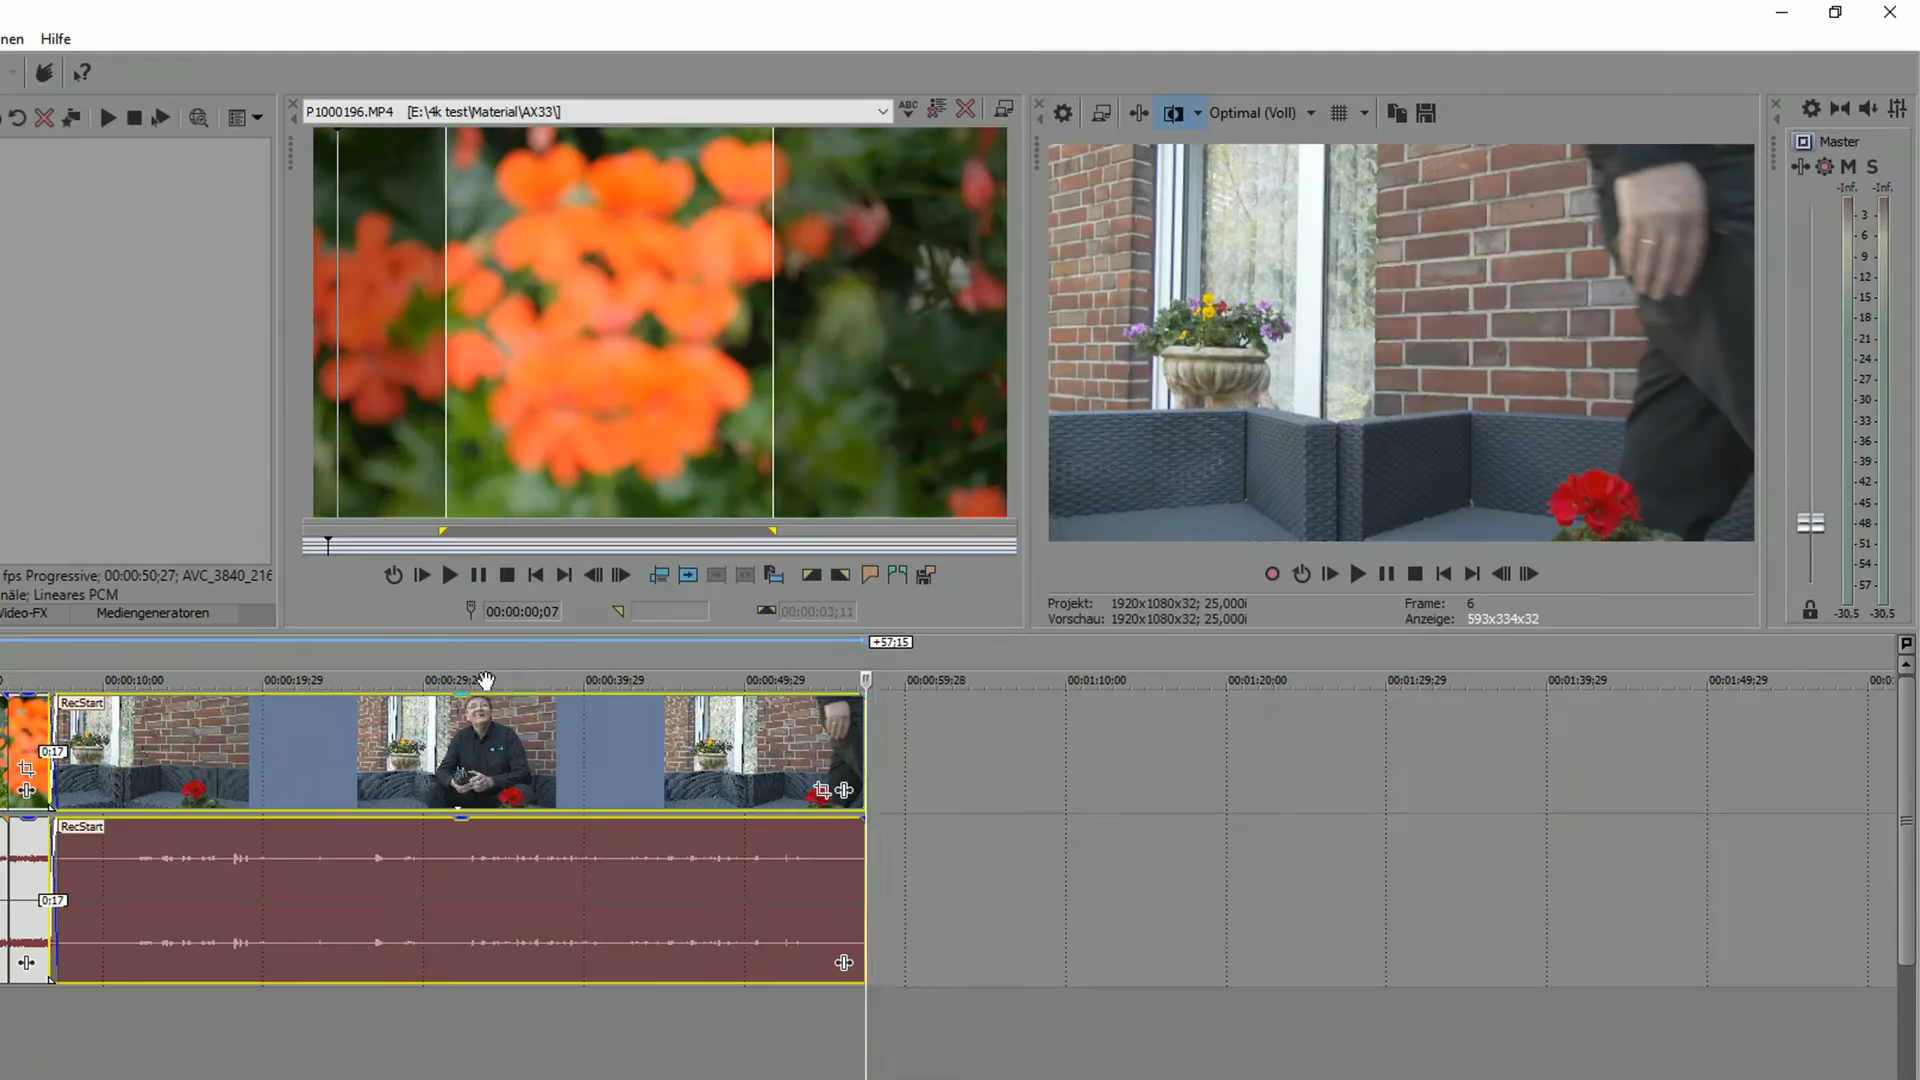 nen Hilfe
P1000196.MP4 [E:\4k test\Material\AX33\]
ABC
Optimal (Voll)
Master
M S
-Inf. -Inf.
3
6
9
12
15
18
21
24
27
30
33
36
39
42
45
48
51
54
57
-30,5 -30,5
fps Progressive; 00:00:50;27; AVC_3840_216
näle; Lineares PCM
Video-FX Mediengeneratoren
00:00:00;07
00:00:03;11
Projekt: 1920x1080x32; 25,000i
Vorschau: 1920x1080x32; 25,000i
Frame: 6
Anzeige: 593x334x32
+57;15
00:00:10;00 00:00:19;29 00:00:29;2 00:00:39;29 00:00:49;29 00:00:59;28 00:01:10;00 00:01:20;00 00:01:29;29 00:01:39;29 00:01:49;29 00:0
RecStart
0;17
RecStart
0;17